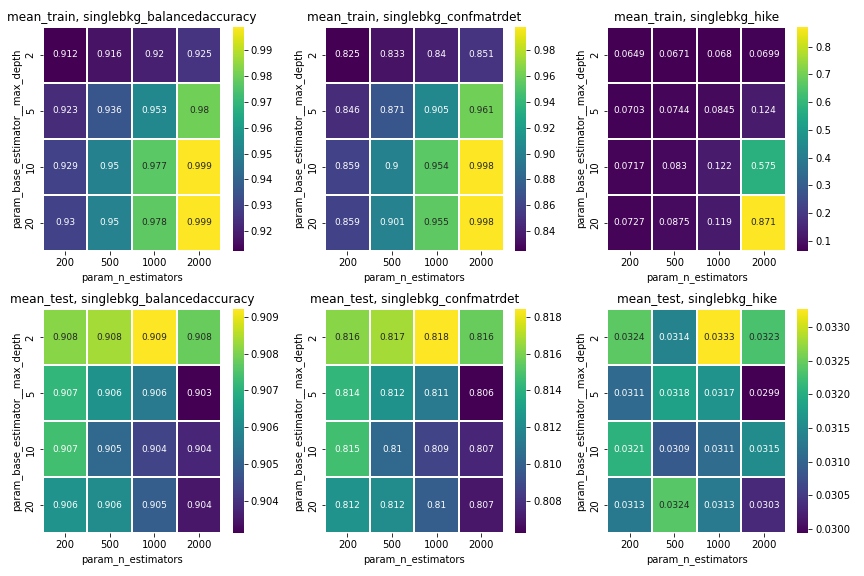 mean_train, singlebkg_balancedaccuracy
param_base_estimator__max_depth
2
5
10
20
0.912 0.916 0.92 0.925
0.923 0.936 0.953 0.98
0.929 0.95 0.977 0.999
0.93 0.95 0.978 0.999
200 500 1000 2000
param_n_estimators
0.99
0.98
0.97
0.96
0.95
0.94
0.93
0.92
mean_train, singlebkg_confmatrdet
param_base_estimator__max_depth
2
5
10
20
0.825 0.833 0.84 0.851
0.846 0.871 0.905 0.961
0.859 0.9 0.954 0.998
0.859 0.901 0.955 0.998
200 500 1000 2000
param_n_estimators
0.98
0.96
0.94
0.92
0.90
0.88
0.86
0.84
mean_train, singlebkg_hike
param_base_estimator__max_depth
2
5
10
20
0.0649 0.0671 0.068 0.0699
0.0703 0.0744 0.0845 0.124
0.0717 0.083 0.122 0.575
0.0727 0.0875 0.119 0.871
200 500 1000 2000
param_n_estimators
0.8
0.7
0.6
0.5
0.4
0.3
0.2
0.1
mean_test, singlebkg_balancedaccuracy
param_base_estimator__max_depth
2
5
10
20
0.908 0.908 0.909 0.908
0.907 0.906 0.906 0.903
0.907 0.905 0.904 0.904
0.906 0.906 0.905 0.904
200 500 1000 2000
param_n_estimators
0.909
0.908
0.907
0.906
0.905
0.904
mean_test, singlebkg_confmatrdet
param_base_estimator__max_depth
2
5
10
20
0.816 0.817 0.818 0.816
0.814 0.812 0.811 0.806
0.815 0.81 0.809 0.807
0.812 0.812 0.81 0.807
200 500 1000 2000
param_n_estimators
0.818
0.816
0.814
0.812
0.810
0.808
mean_test, singlebkg_hike
param_base_estimator__max_depth
2
5
10
20
0.0324 0.0314 0.0333 0.0323
0.0311 0.0318 0.0317 0.0299
0.0321 0.0309 0.0311 0.0315
0.0313 0.0324 0.0313 0.0303
200 500 1000 2000
param_n_estimators
0.0330
0.0325
0.0320
0.0315
0.0310
0.0305
0.0300